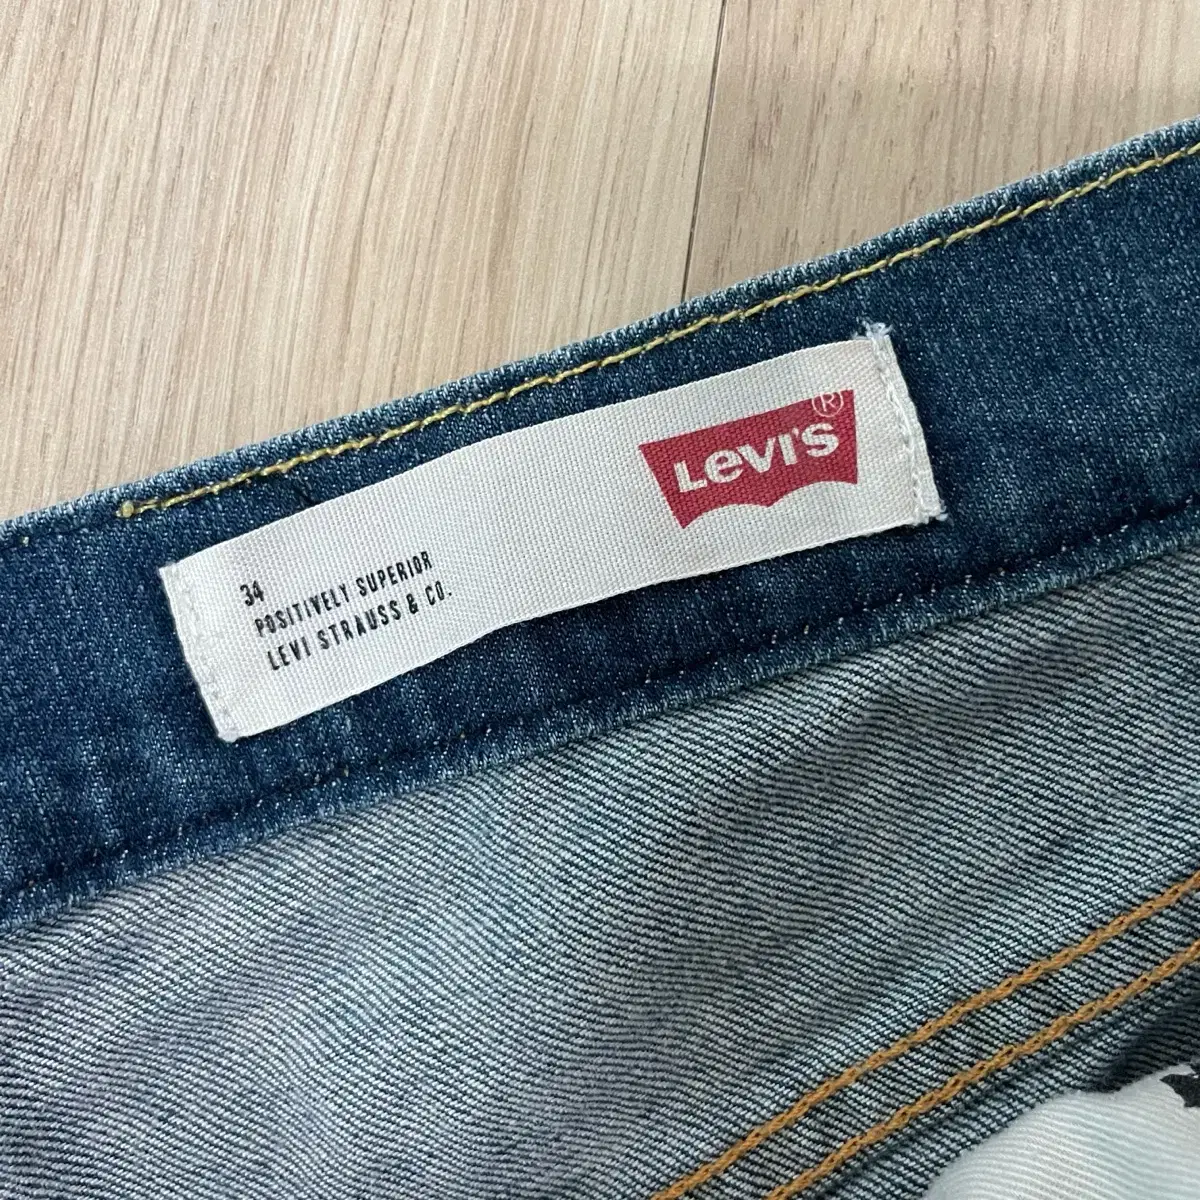 Levi's®
34
POSITIVELY SUPERIOR
LEVI STRAUSS & CO.